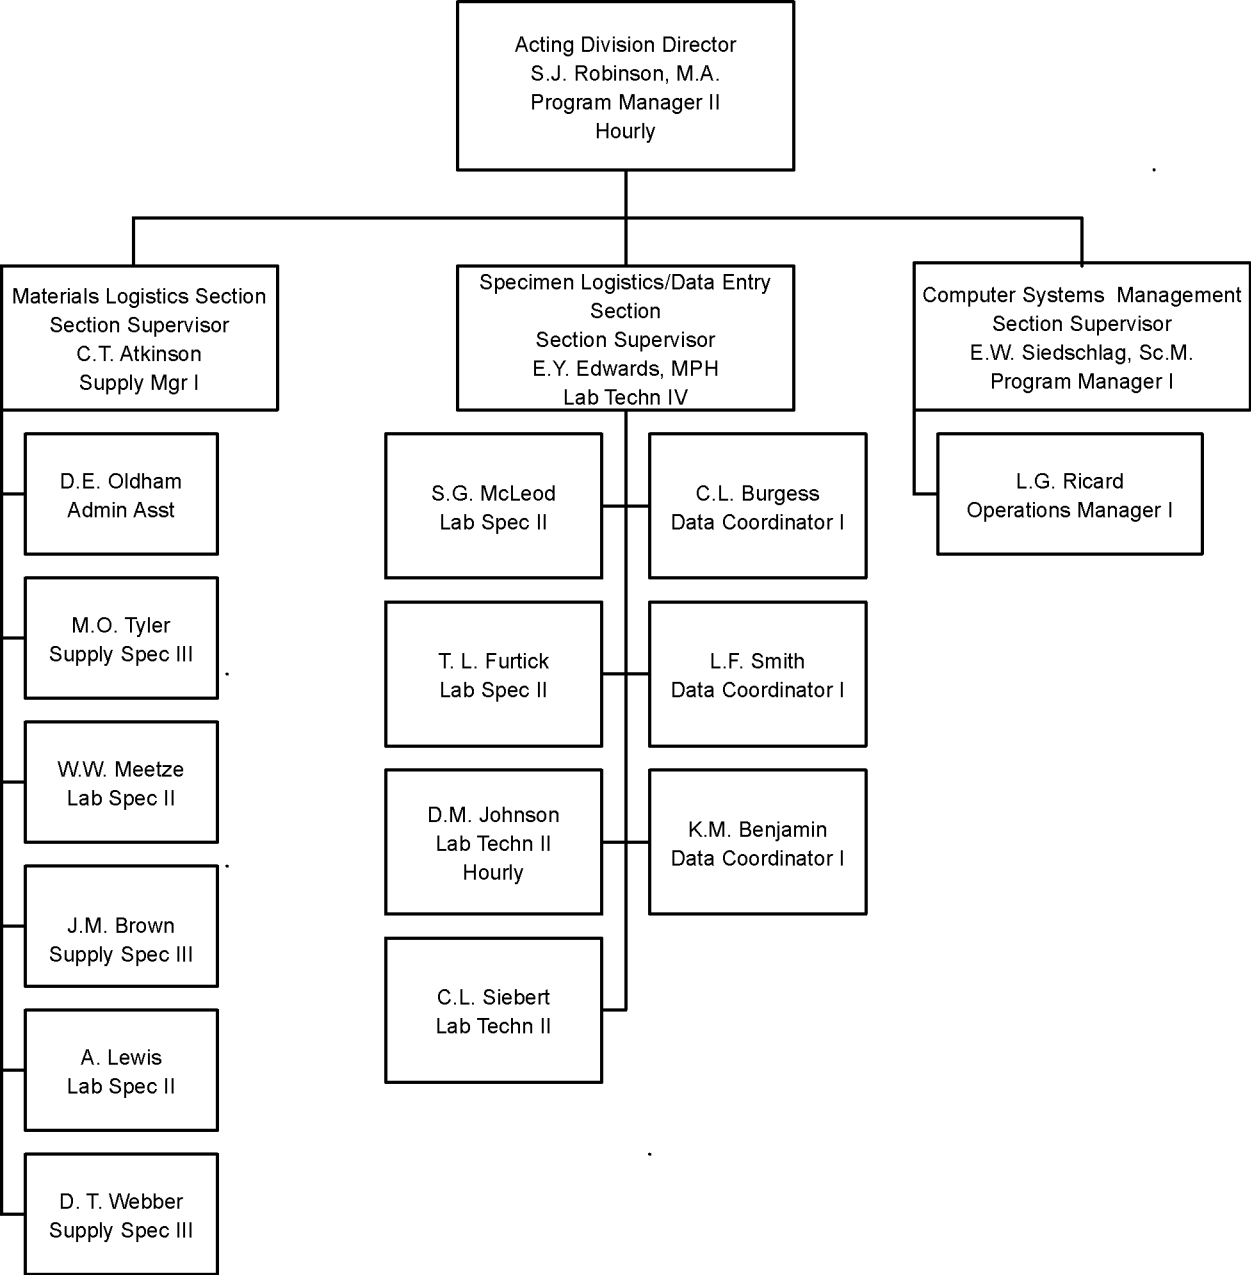 Acting Division Director
S.J. Robinson, M.A.
Program Manager II
Hourly
Materials Logistics Section
Section Supervisor
C.T. Atkinson
Supply Mgr I
Specimen Logistics/Data Entry
Section
Section Supervisor
E.Y. Edwards, MPH
Lab Techn IV
Computer Systems  Management
Section Supervisor
E.W. Siedschlag, Sc.M.
Program Manager I
D.E. Oldham
Admin Asst
M.O. Tyler
Supply Spec III
W.W. Meetze
Lab Spec II
J.M. Brown
Supply Spec III
A. Lewis
Lab Spec II
D. T. Webber
Supply Spec III
S.G. McLeod
Lab Spec II
C.L. Burgess
Data Coordinator I
T. L. Furtick
Lab Spec II
L.F. Smith
Data Coordinator I
D.M. Johnson
Lab Techn II
Hourly
K.M. Benjamin
Data Coordinator I
C.L. Siebert
Lab Techn II
L.G. Ricard
Operations Manager I